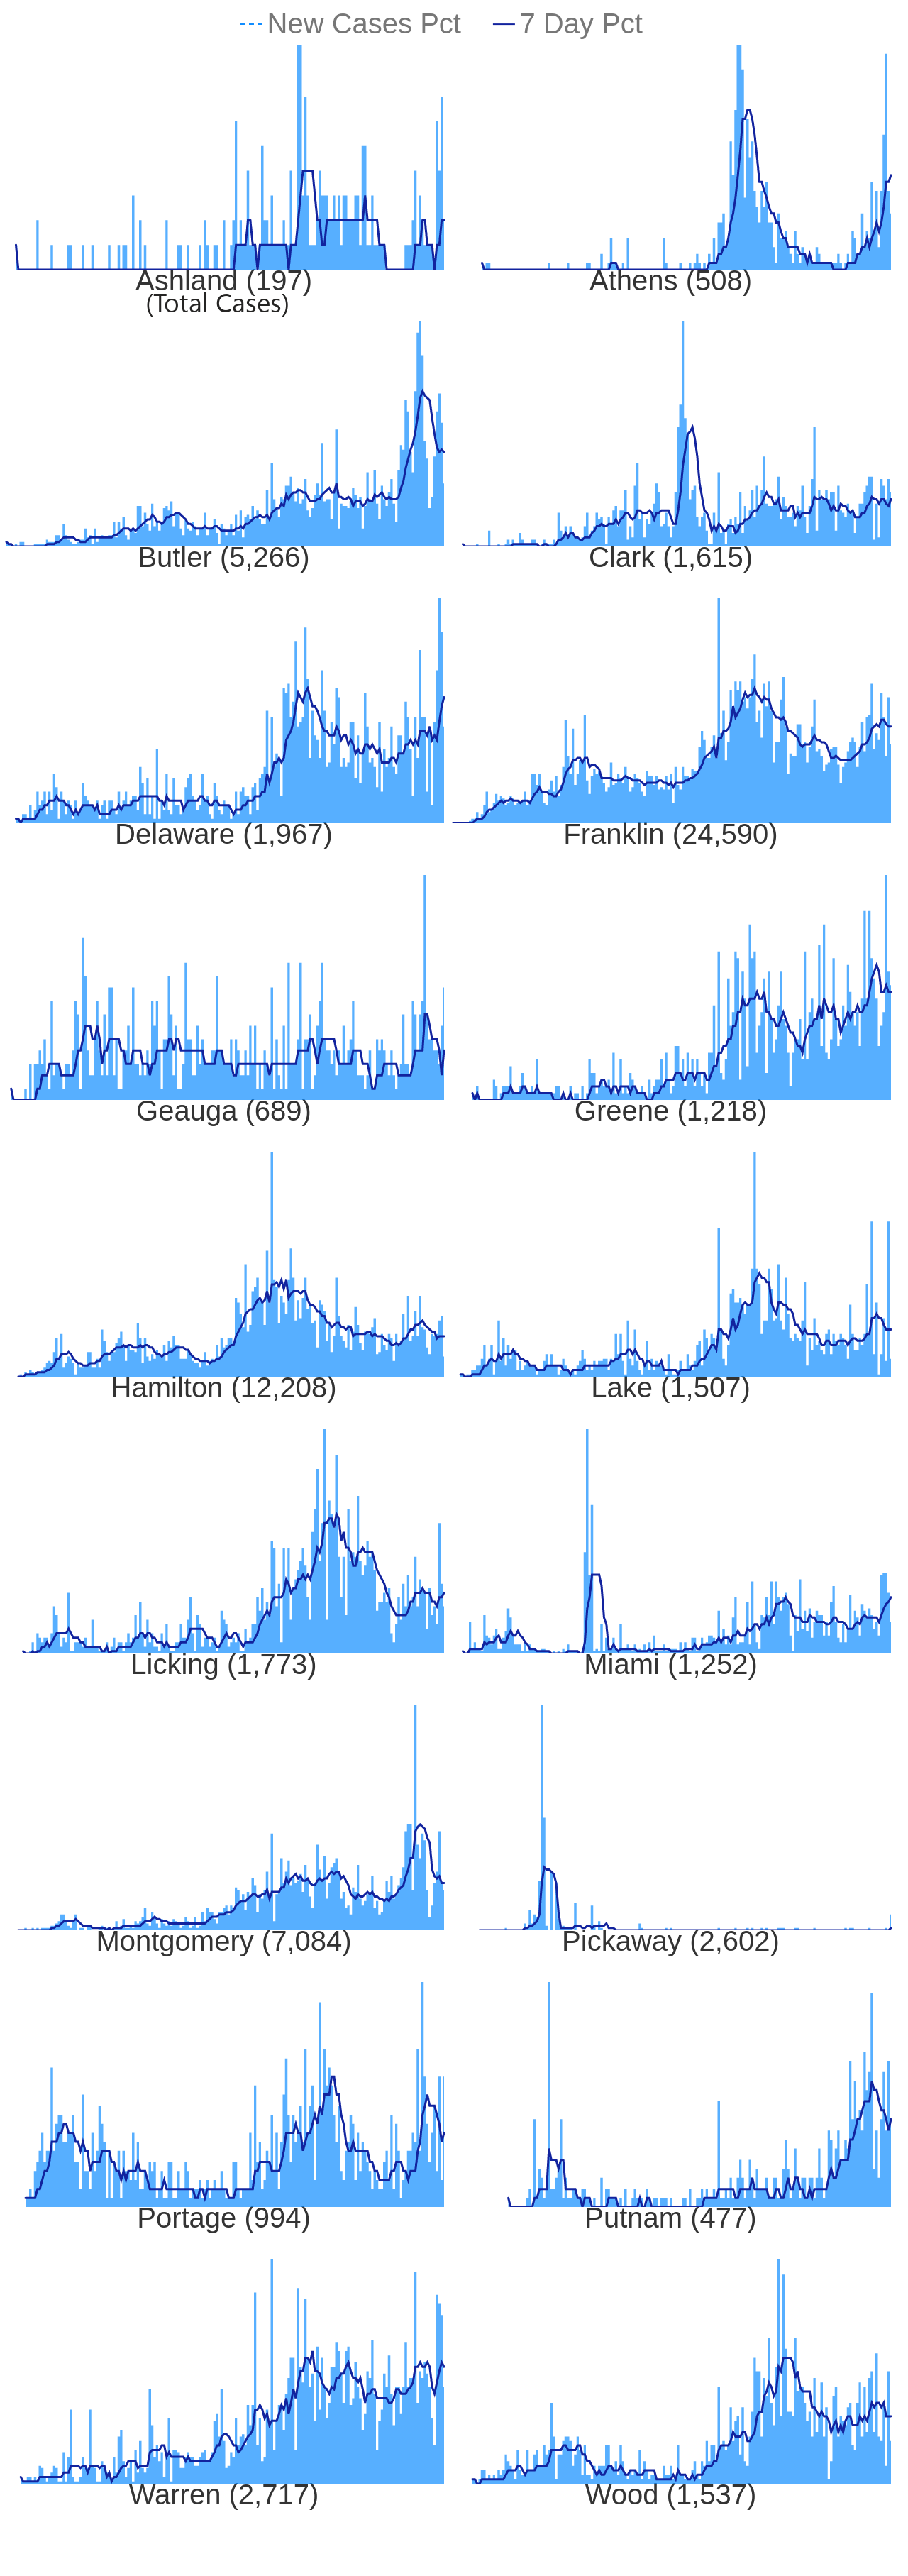 New Cases Pct 7 Day Pct
Ashland (197) Athens (508)
(Total Cases)
Butler (5,266) Clark (1,615)
Delaware (1,967) Franklin (24,590)
Geauga (689) Greene (1,218)
Hamilton (12,208) Lake (1,507)
Licking (1,773) Miami (1,252)
Montgomery (7,084) Pickaway (2,602)
Portage (994) Putnam (477)
Warren (2,717) Wood (1,537)